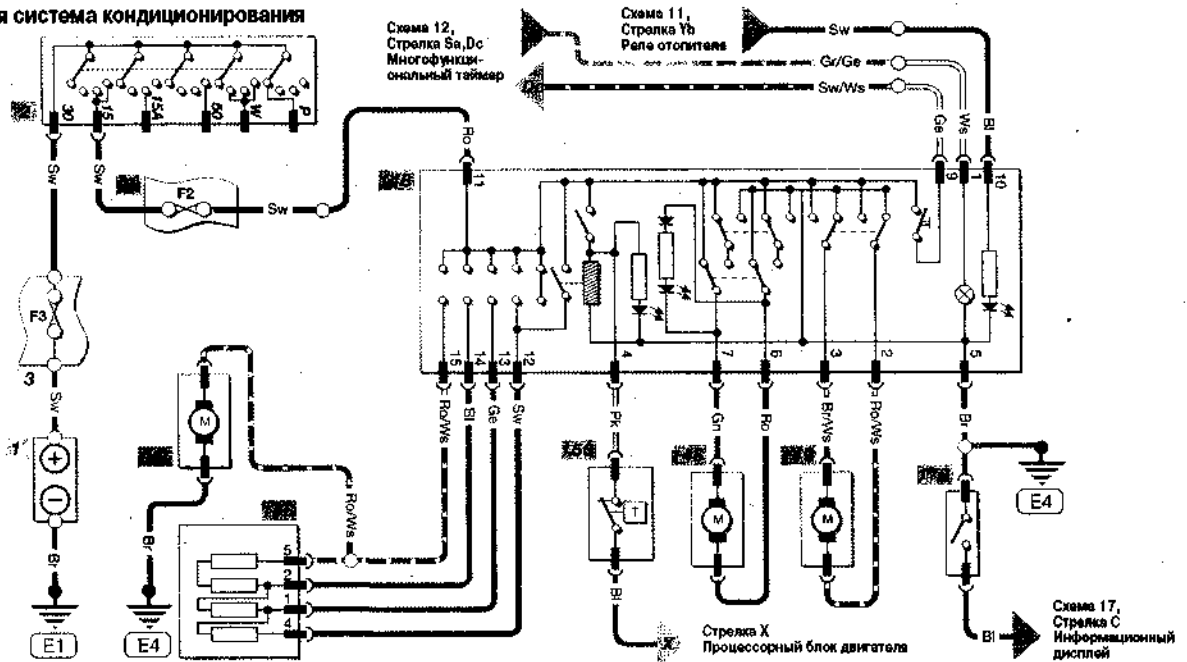 я система кондиционирования
Схема 12,
Стрелка Sa,Dc
Многофункци-
ональный таймер
Схема 11,
Стрелка Yb
Реле отопителя
Sw
Gr/Ge
Sw/Ws
30
15
15A
50
W
P
Sw
Sw
F2
Sw
Ro
11
Ge
Ws
Bl
9
1
10
F3
3
Sw
1
M
Br
E1
Br
E4
Ro/Ws
5
2
1
4
15
14
13
12
4
7
6
3
2
5
Ro/Ws
Bl
Ge
Sw
Pk
Gn
Ro
Br/Ws
Ro/Ws
Br
T
M
M
E4
Bl
X
Стрелка X
Процессорный блок двигателя
Bl
Схема 17,
Стрелка C
Информационный
дисплей